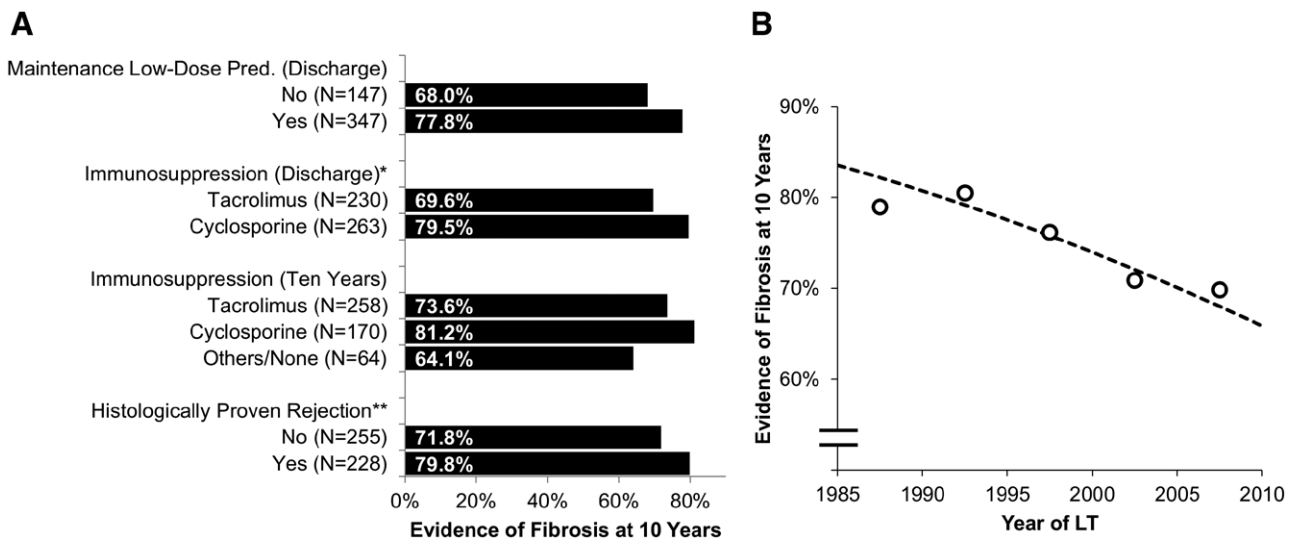 A
Maintenance Low-Dose Pred. (Discharge)
No (N=147) 68.0%
Yes (N=347) 77.8%
Immunosuppression (Discharge)*
Tacrolimus (N=230) 69.6%
Cyclosporine (N=263) 79.5%
Immunosuppression (Ten Years)
Tacrolimus (N=258) 73.6%
Cyclosporine (N=170) 81.2%
Others/None (N=64) 64.1%
Histologically Proven Rejection**
No (N=255) 71.8%
Yes (N=228) 79.8%
0% 20% 40% 60% 80%
Evidence of Fibrosis at 10 Years
B
Evidence of Fibrosis at 10 Years
90%
80%
70%
60%
1985 1990 1995 2000 2005 2010
Year of LT